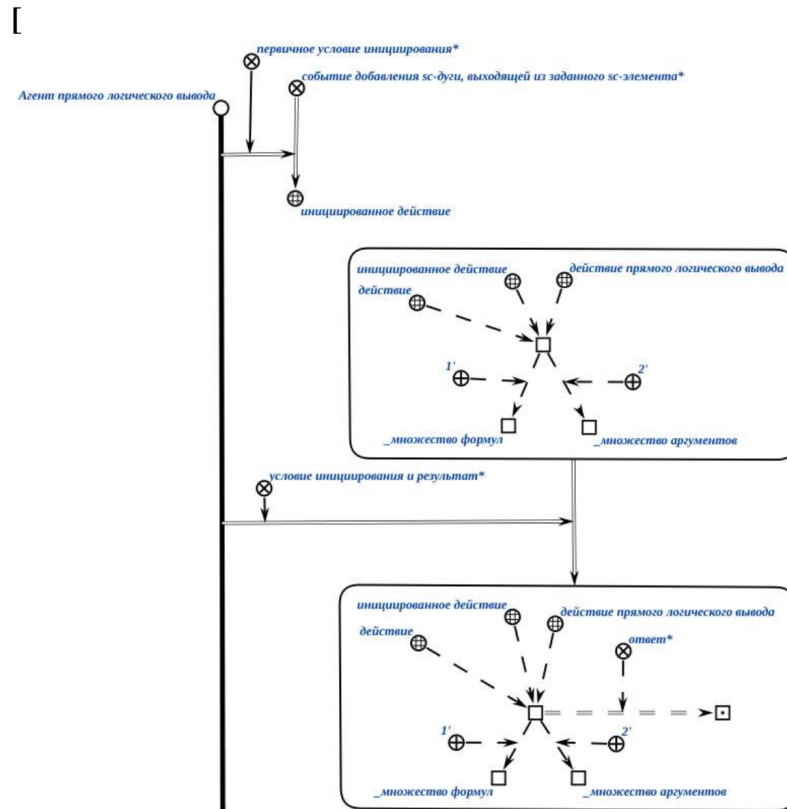 [
первичное условие инициирования*
событие добавления sc-дуги, выходящей из заданного sc-элемента*
Агент прямого логического вывода
инициированное действие
инициированное действие
действие прямого логического вывода
действие
1'
2'
_множество формул
_множество аргументов
условие инициирования и результат*
инициированное действие
действие прямого логического вывода
действие
ответ*
1'
2'
_множество формул
_множество аргументов